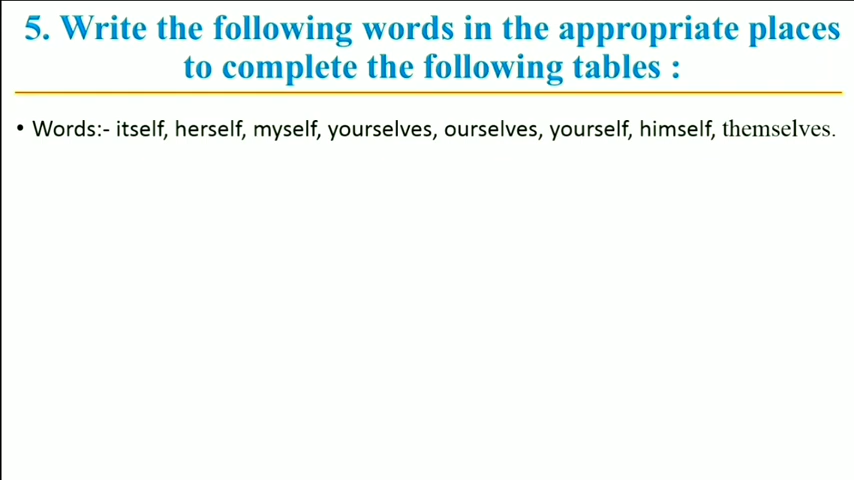 5. Write the following words in the appropriate places
to complete the following tables :
• Words:- itself, herself, myself, yourselves, ourselves, yourself, himself, themselves.